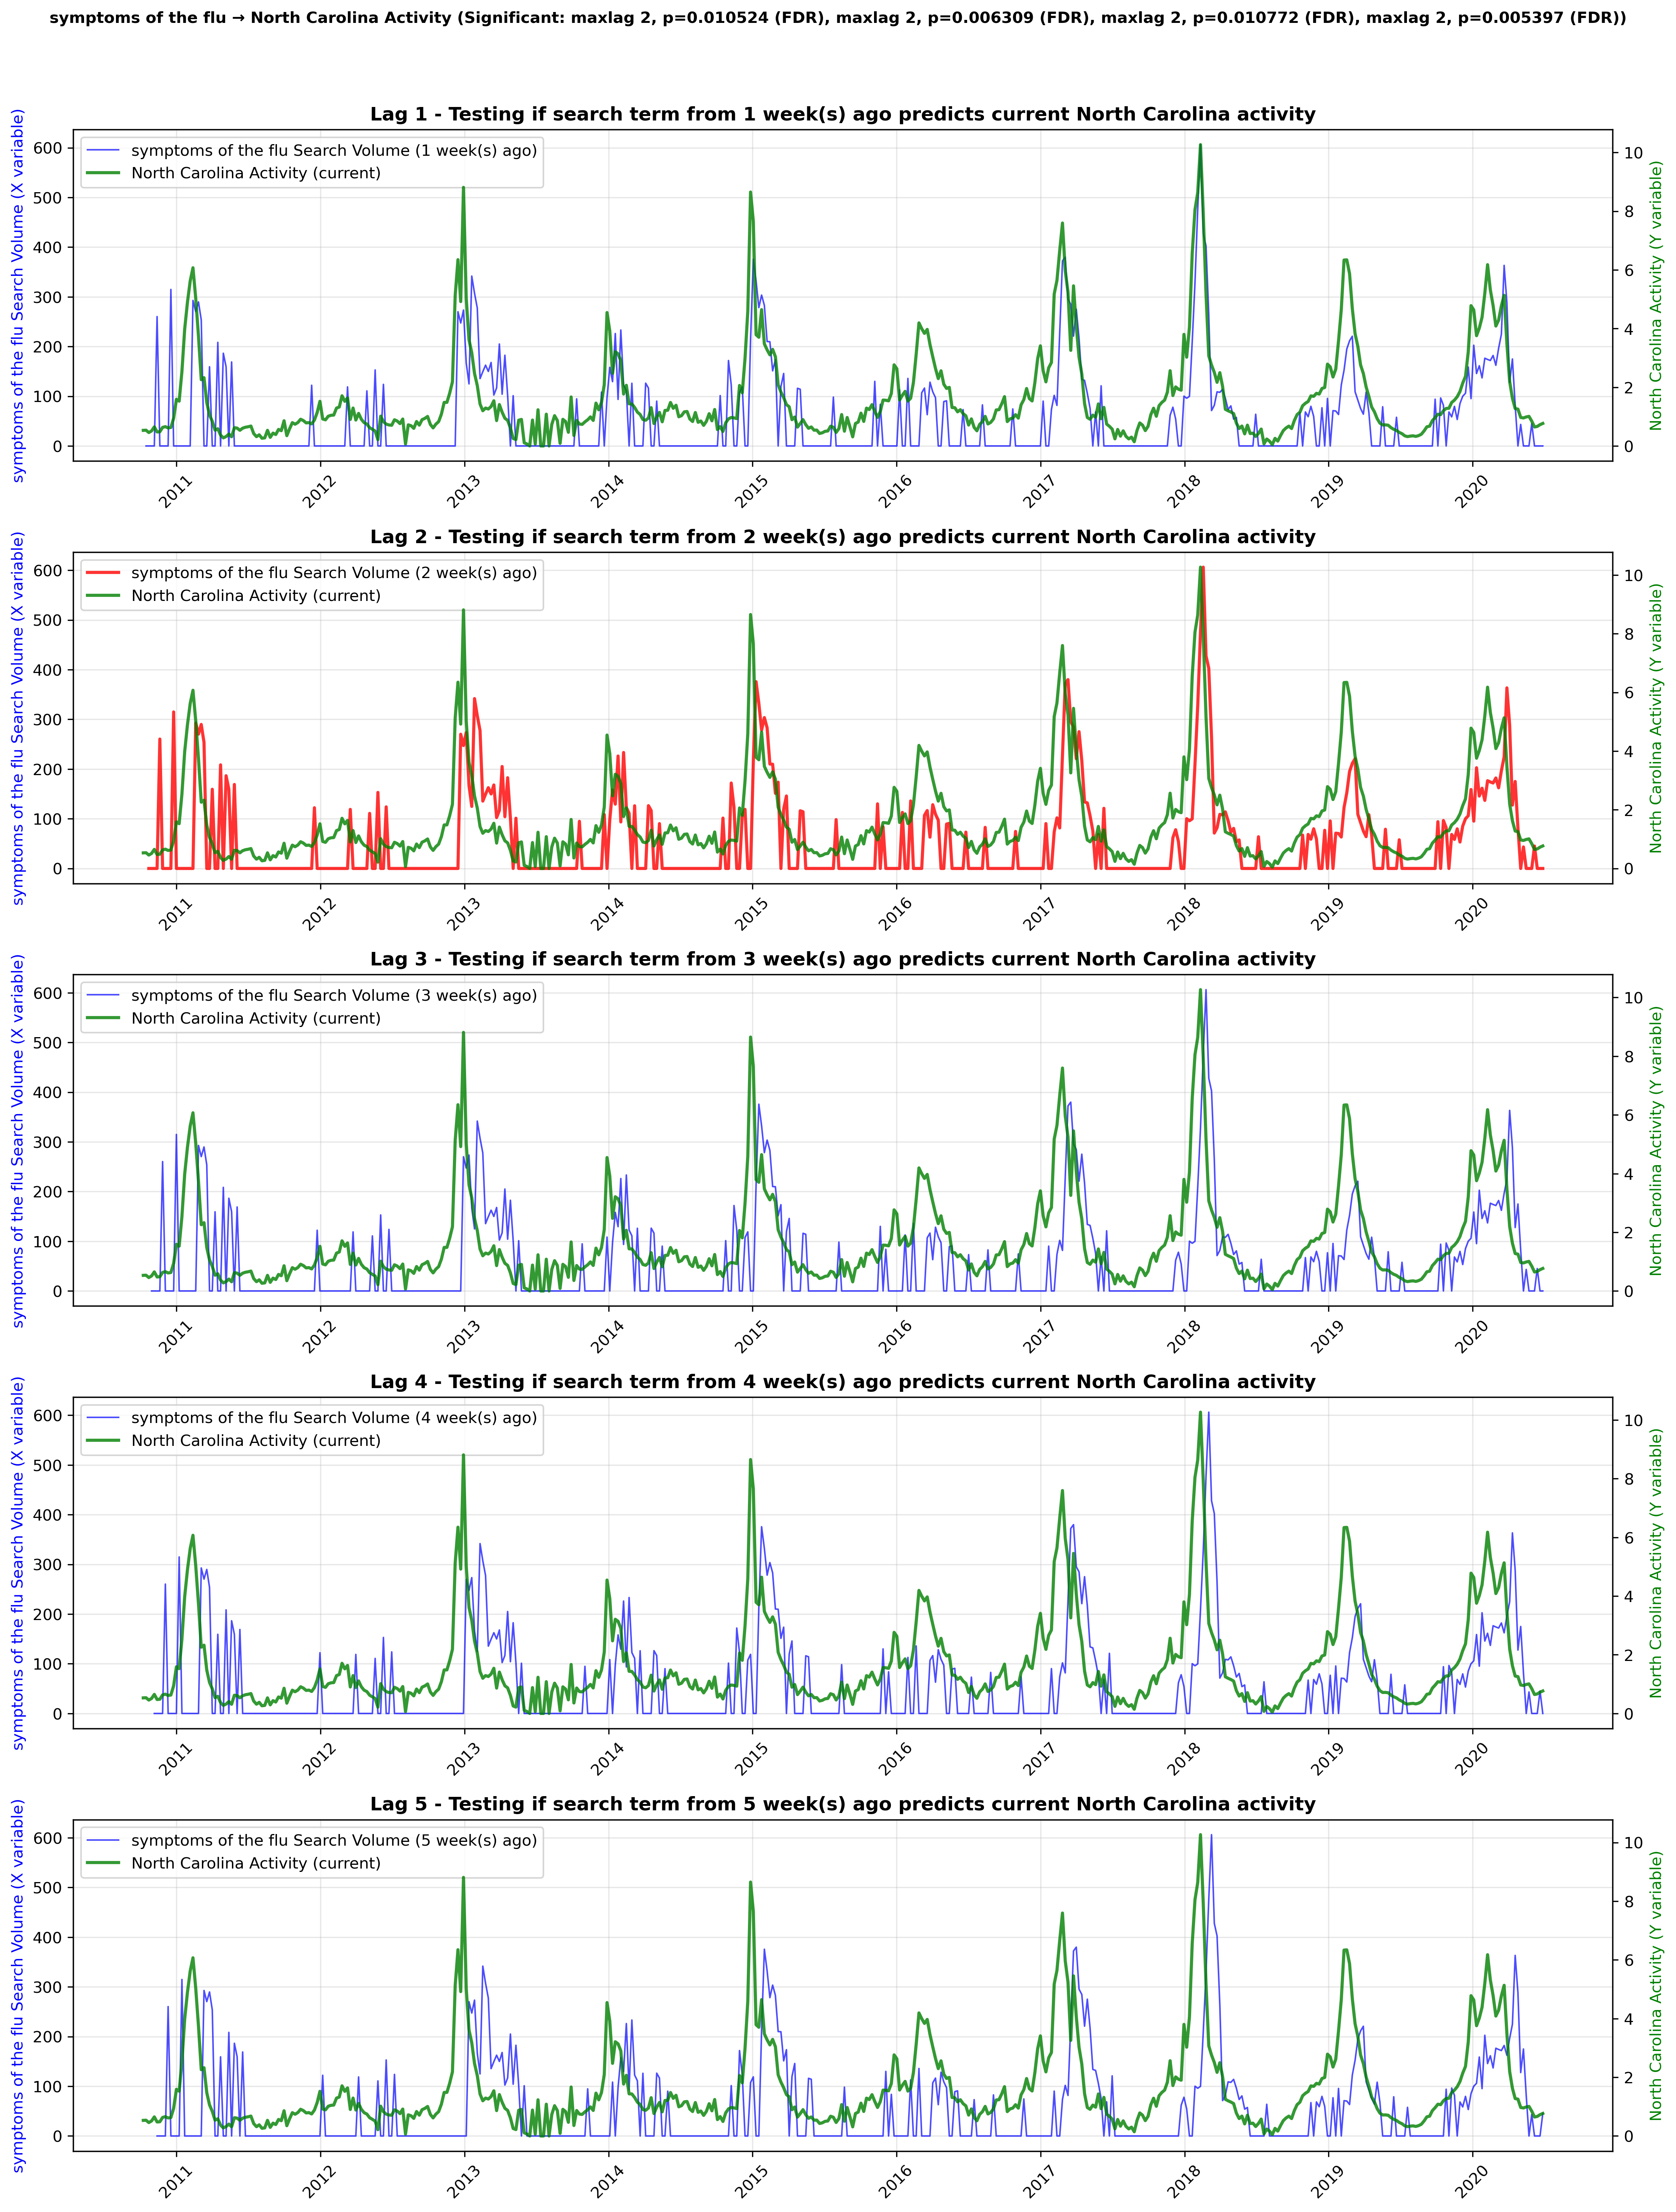 symptoms of the flu → North Carolina Activity (Significant: maxlag 2, p=0.010524 (FDR), maxlag 2, p=0.006309 (FDR), maxlag 2, p=0.010772 (FDR), maxlag 2, p=0.005397 (FDR))
Lag 1 - Testing if search term from 1 week(s) ago predicts current North Carolina activity
symptoms of the flu Search Volume (X variable)
600
500
400
300
200
100
0
symptoms of the flu Search Volume (1 week(s) ago)
North Carolina Activity (current)
10
8
6
4
2
0
North Carolina Activity (Y variable)
2011 2012 2013 2014 2015 2016 2017 2018 2019 2020
Lag 2 - Testing if search term from 2 week(s) ago predicts current North Carolina activity
symptoms of the flu Search Volume (X variable)
600
500
400
300
200
100
0
symptoms of the flu Search Volume (2 week(s) ago)
North Carolina Activity (current)
10
8
6
4
2
0
North Carolina Activity (Y variable)
2011 2012 2013 2014 2015 2016 2017 2018 2019 2020
Lag 3 - Testing if search term from 3 week(s) ago predicts current North Carolina activity
symptoms of the flu Search Volume (X variable)
600
500
400
300
200
100
0
symptoms of the flu Search Volume (3 week(s) ago)
North Carolina Activity (current)
10
8
6
4
2
0
North Carolina Activity (Y variable)
2011 2012 2013 2014 2015 2016 2017 2018 2019 2020
Lag 4 - Testing if search term from 4 week(s) ago predicts current North Carolina activity
symptoms of the flu Search Volume (X variable)
600
500
400
300
200
100
0
symptoms of the flu Search Volume (4 week(s) ago)
North Carolina Activity (current)
10
8
6
4
2
0
North Carolina Activity (Y variable)
2011 2012 2013 2014 2015 2016 2017 2018 2019 2020
Lag 5 - Testing if search term from 5 week(s) ago predicts current North Carolina activity
symptoms of the flu Search Volume (X variable)
600
500
400
300
200
100
0
symptoms of the flu Search Volume (5 week(s) ago)
North Carolina Activity (current)
10
8
6
4
2
0
North Carolina Activity (Y variable)
2011 2012 2013 2014 2015 2016 2017 2018 2019 2020